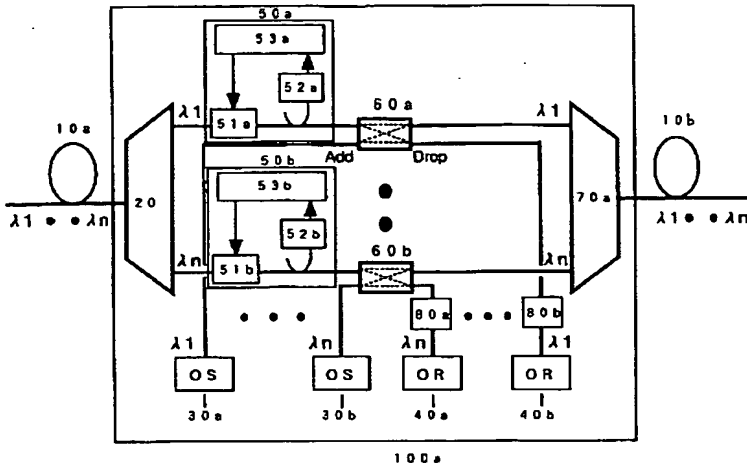 50a
53a
52a
51a
60a
λ1
λ1
10a
10b
50b
Add
Drop
53b
20
70a
λ1 • • λn
λ1 • • λn
52b
60b
λn
51b
λn
80a
80b
λ1
λn
λn
λ1
OS
OS
OR
OR
30a
30b
40a
40b
100a